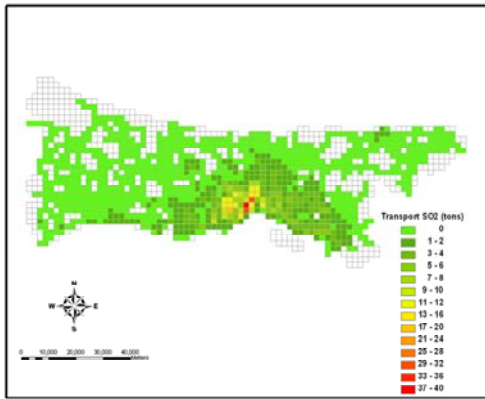 Transport SO2 (tons)
0
1 - 2
3 - 4
5 - 6
7 - 8
9 - 10
11 - 12
13 - 16
17 - 20
21 - 24
25 - 28
29 - 32
33 - 36
37 - 40
N
W E
S
0 10,000 20,000 30,000 40,000
Meters